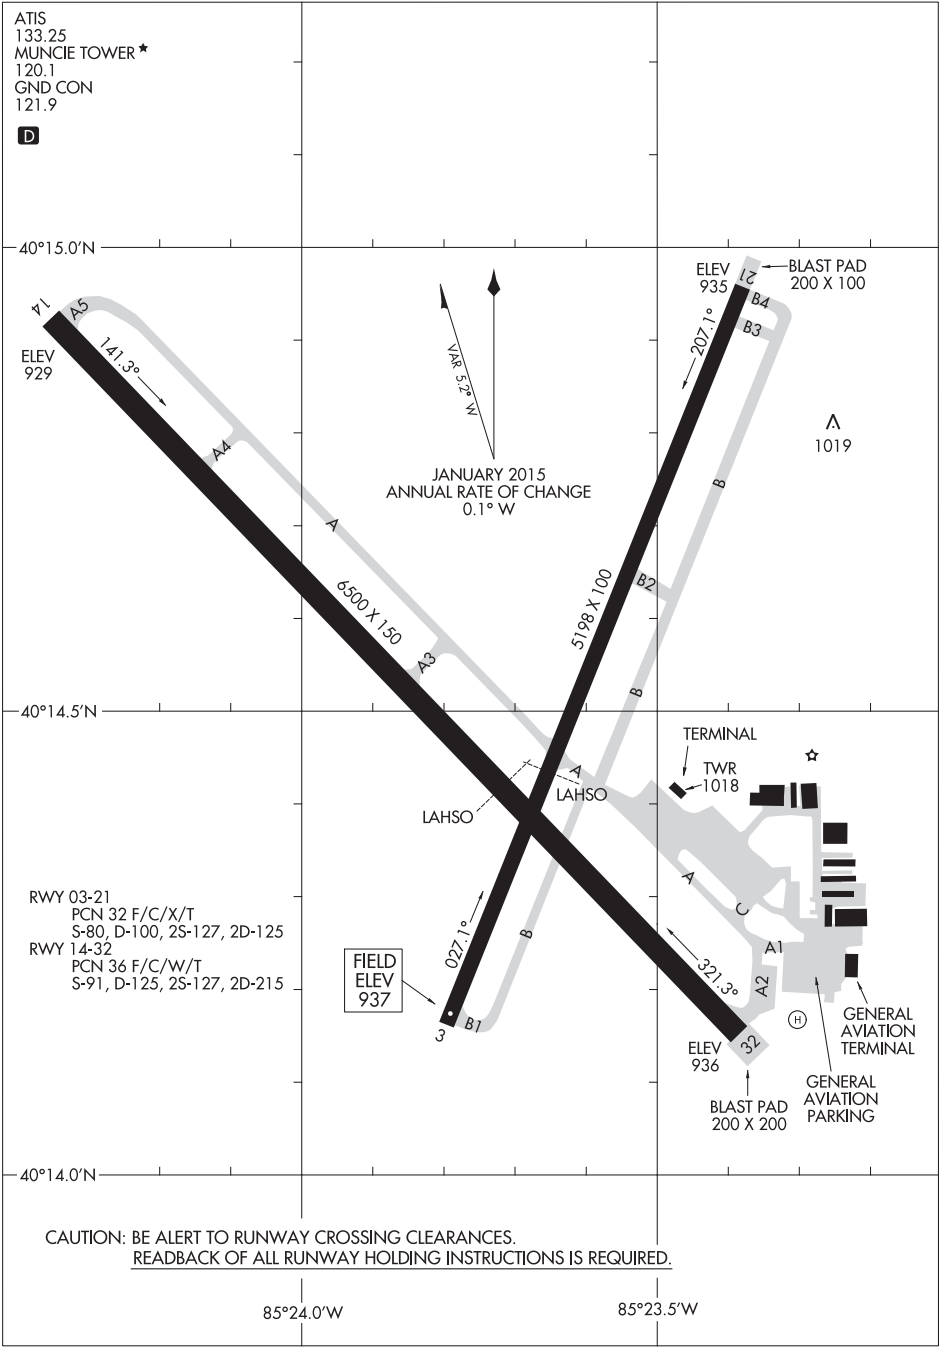 ATIS
133.25
MUNCIE TOWER★
120.1
GND CON
121.9
D
40°15.0'N
14
A5
ELEV
929
141.3°
A4
A
6500 X 150
A3
VAR 5.2° W
JANUARY 2015
ANNUAL RATE OF CHANGE
0.1° W
ELEV
935
21
BLAST PAD
200 X 100
B4
B3
207.1°
1019
B
B2
5198 X 100
B
40°14.5'N
TERMINAL
TWR
1018
A
LAHSO
LAHSO
A
C
A1
A2
RWY 03-21
PCN 32 F/C/X/T
S-80, D-100, 2S-127, 2D-125
RWY 14-32
PCN 36 F/C/W/T
S-91, D-125, 2S-127, 2D-215
FIELD
ELEV
937
027.1°
B
B1
3
321.3°
ELEV
936
32
H
BLAST PAD
200 X 200
GENERAL
AVIATION
TERMINAL
GENERAL
AVIATION
PARKING
40°14.0'N
CAUTION: BE ALERT TO RUNWAY CROSSING CLEARANCES.
READBACK OF ALL RUNWAY HOLDING INSTRUCTIONS IS REQUIRED.
85°24.0'W
85°23.5'W